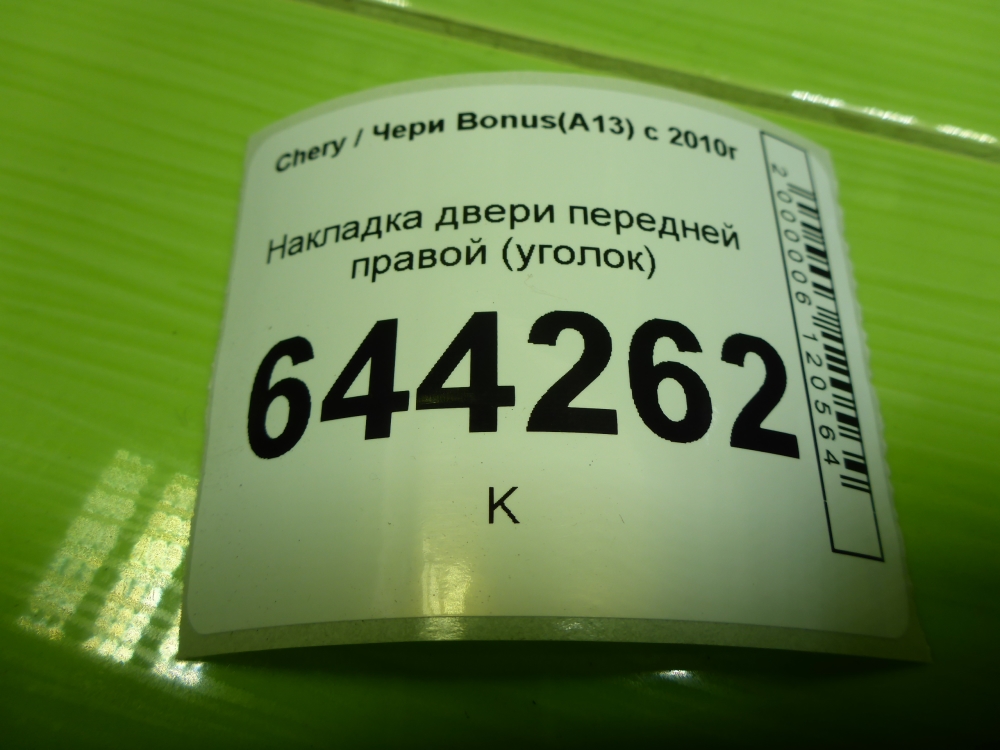 Chery / Чери Bonus(A13) с 2010г
Накладка двери передней
правой (уголок)
644262
К
2000006120564